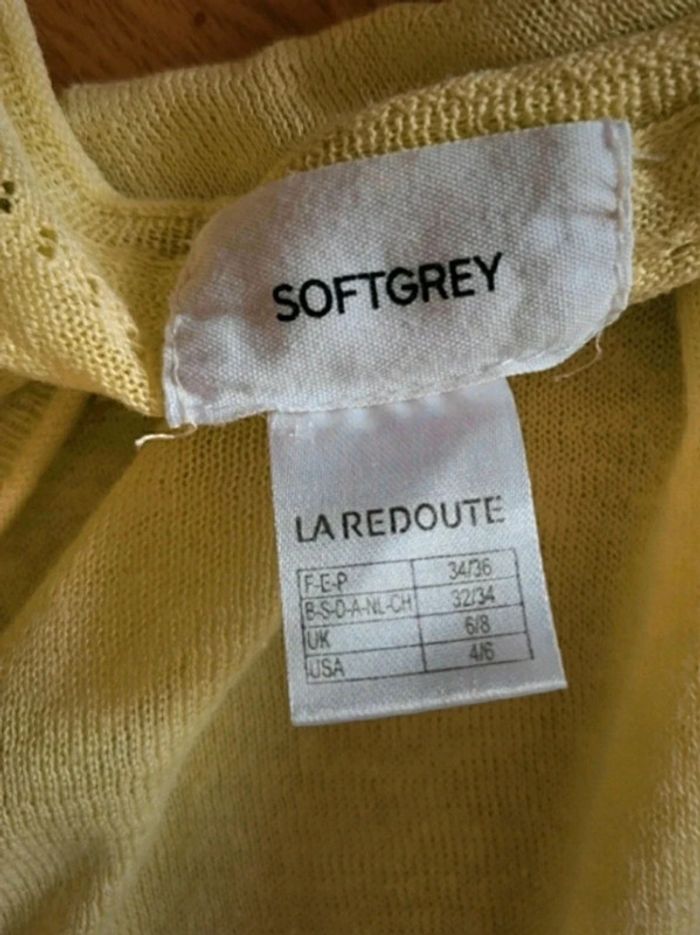 SOFTGREY
LA REDOUTE
F-E-P 34/36
B-S-D-A-NL-CH 32/34
UK 6/8
USA 4/6